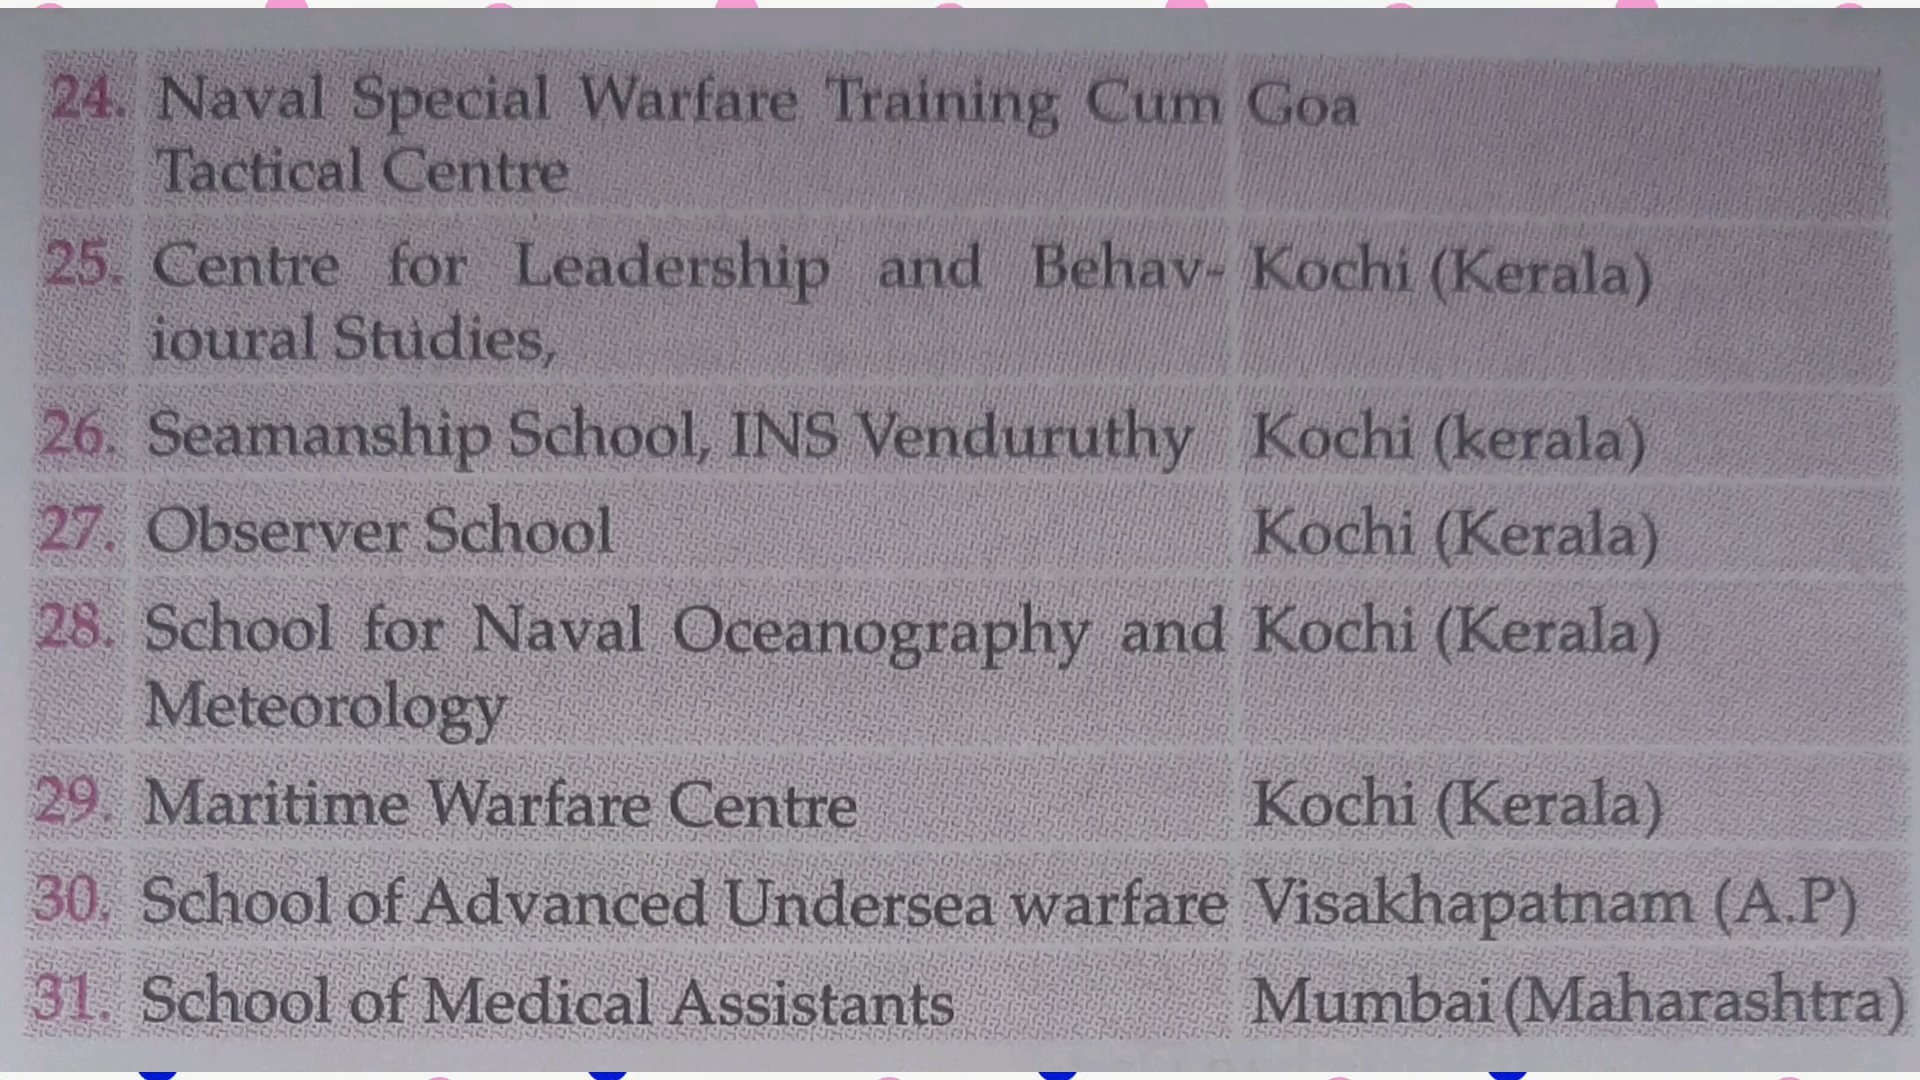 24. Naval Special Warfare Training Cum Goa
Tactical Centre
25. Centre for Leadership and Behav- Kochi (Kerala)
ioural Studies,
26. Seamanship School, INS Venduruthy Kochi (kerala)
27. Observer School Kochi (Kerala)
28. School for Naval Oceanography and Kochi (Kerala)
Meteorology
29. Maritime Warfare Centre Kochi (Kerala)
30. School of Advanced Undersea warfare Visakhapatnam (A.P)
31. School of Medical Assistants Mumbai (Maharashtra)